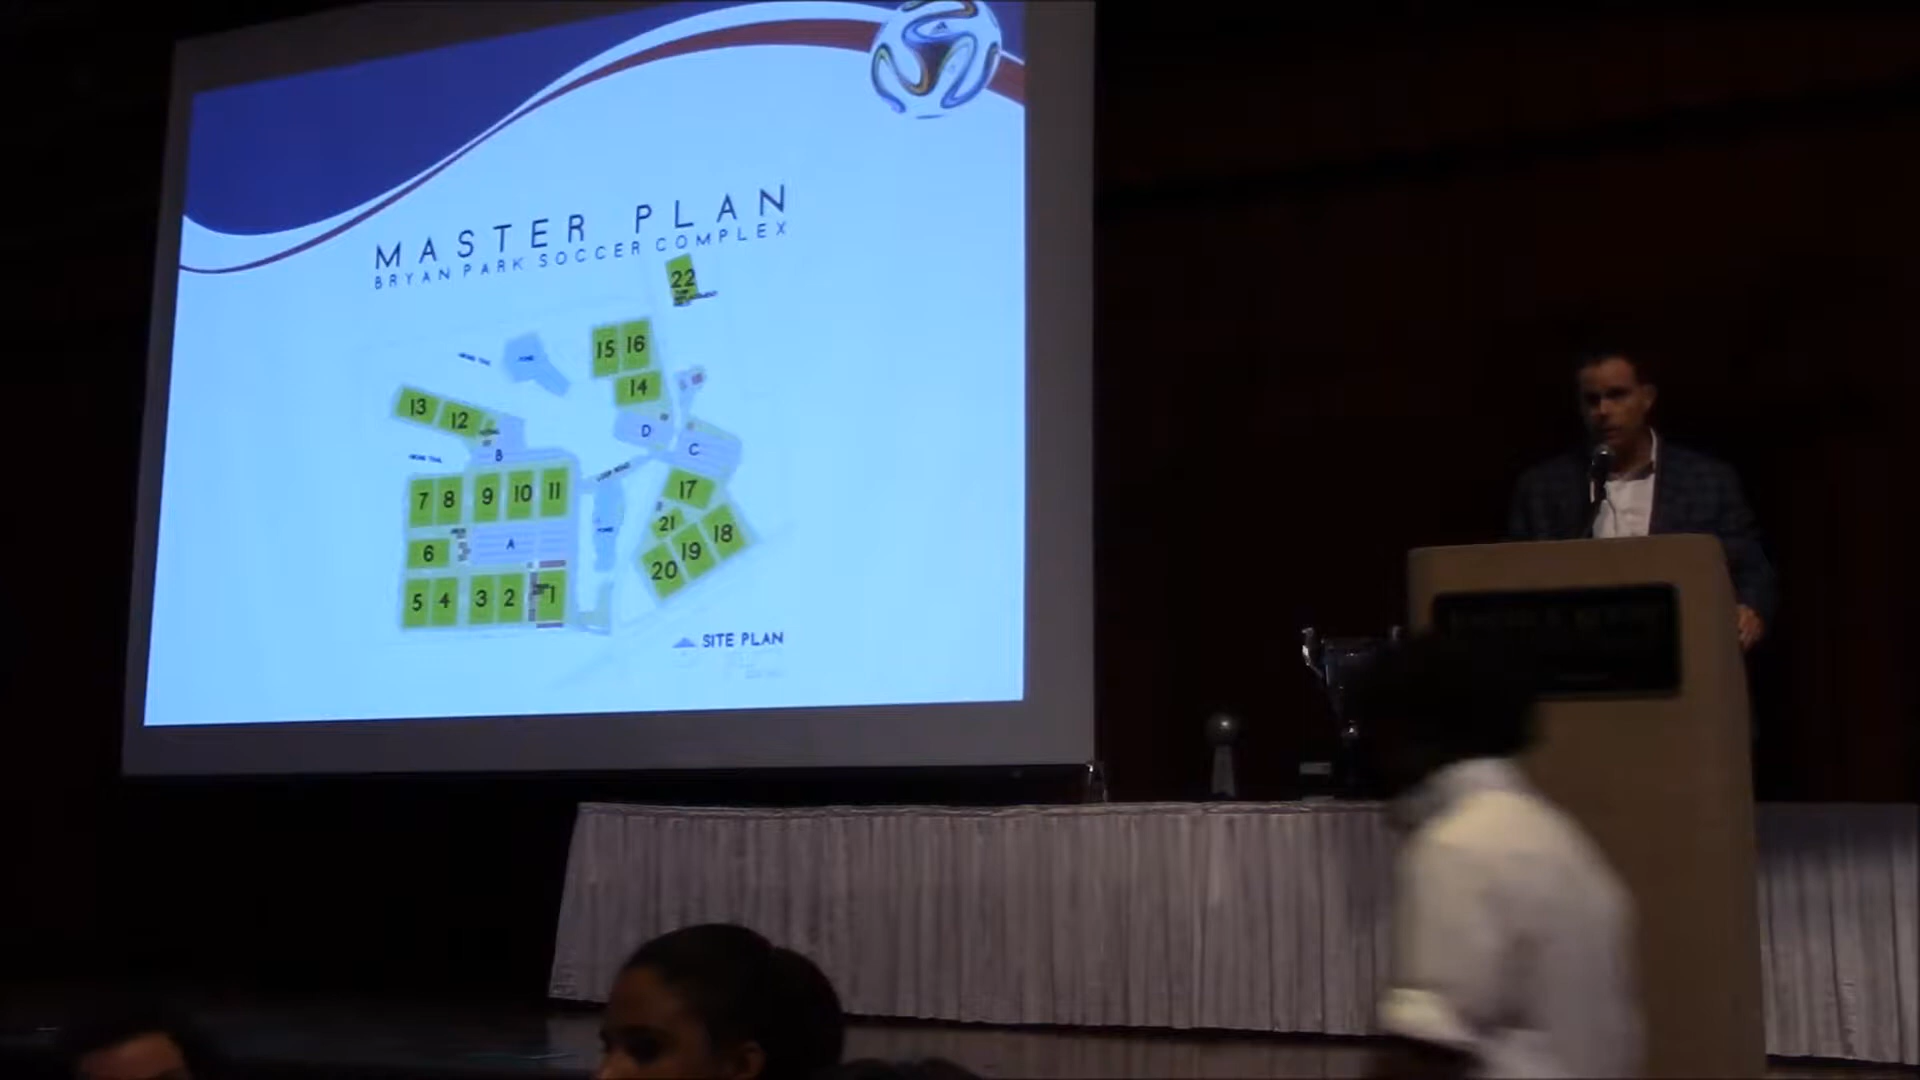 MASTER PLAN
BRYAN PARK SOCCER COMPLEX
22
15 16
14
13 12
D
C
B
7 8 9 10 11
17
21
18
19
20
6
A
5 4 3 2 1
SITE PLAN